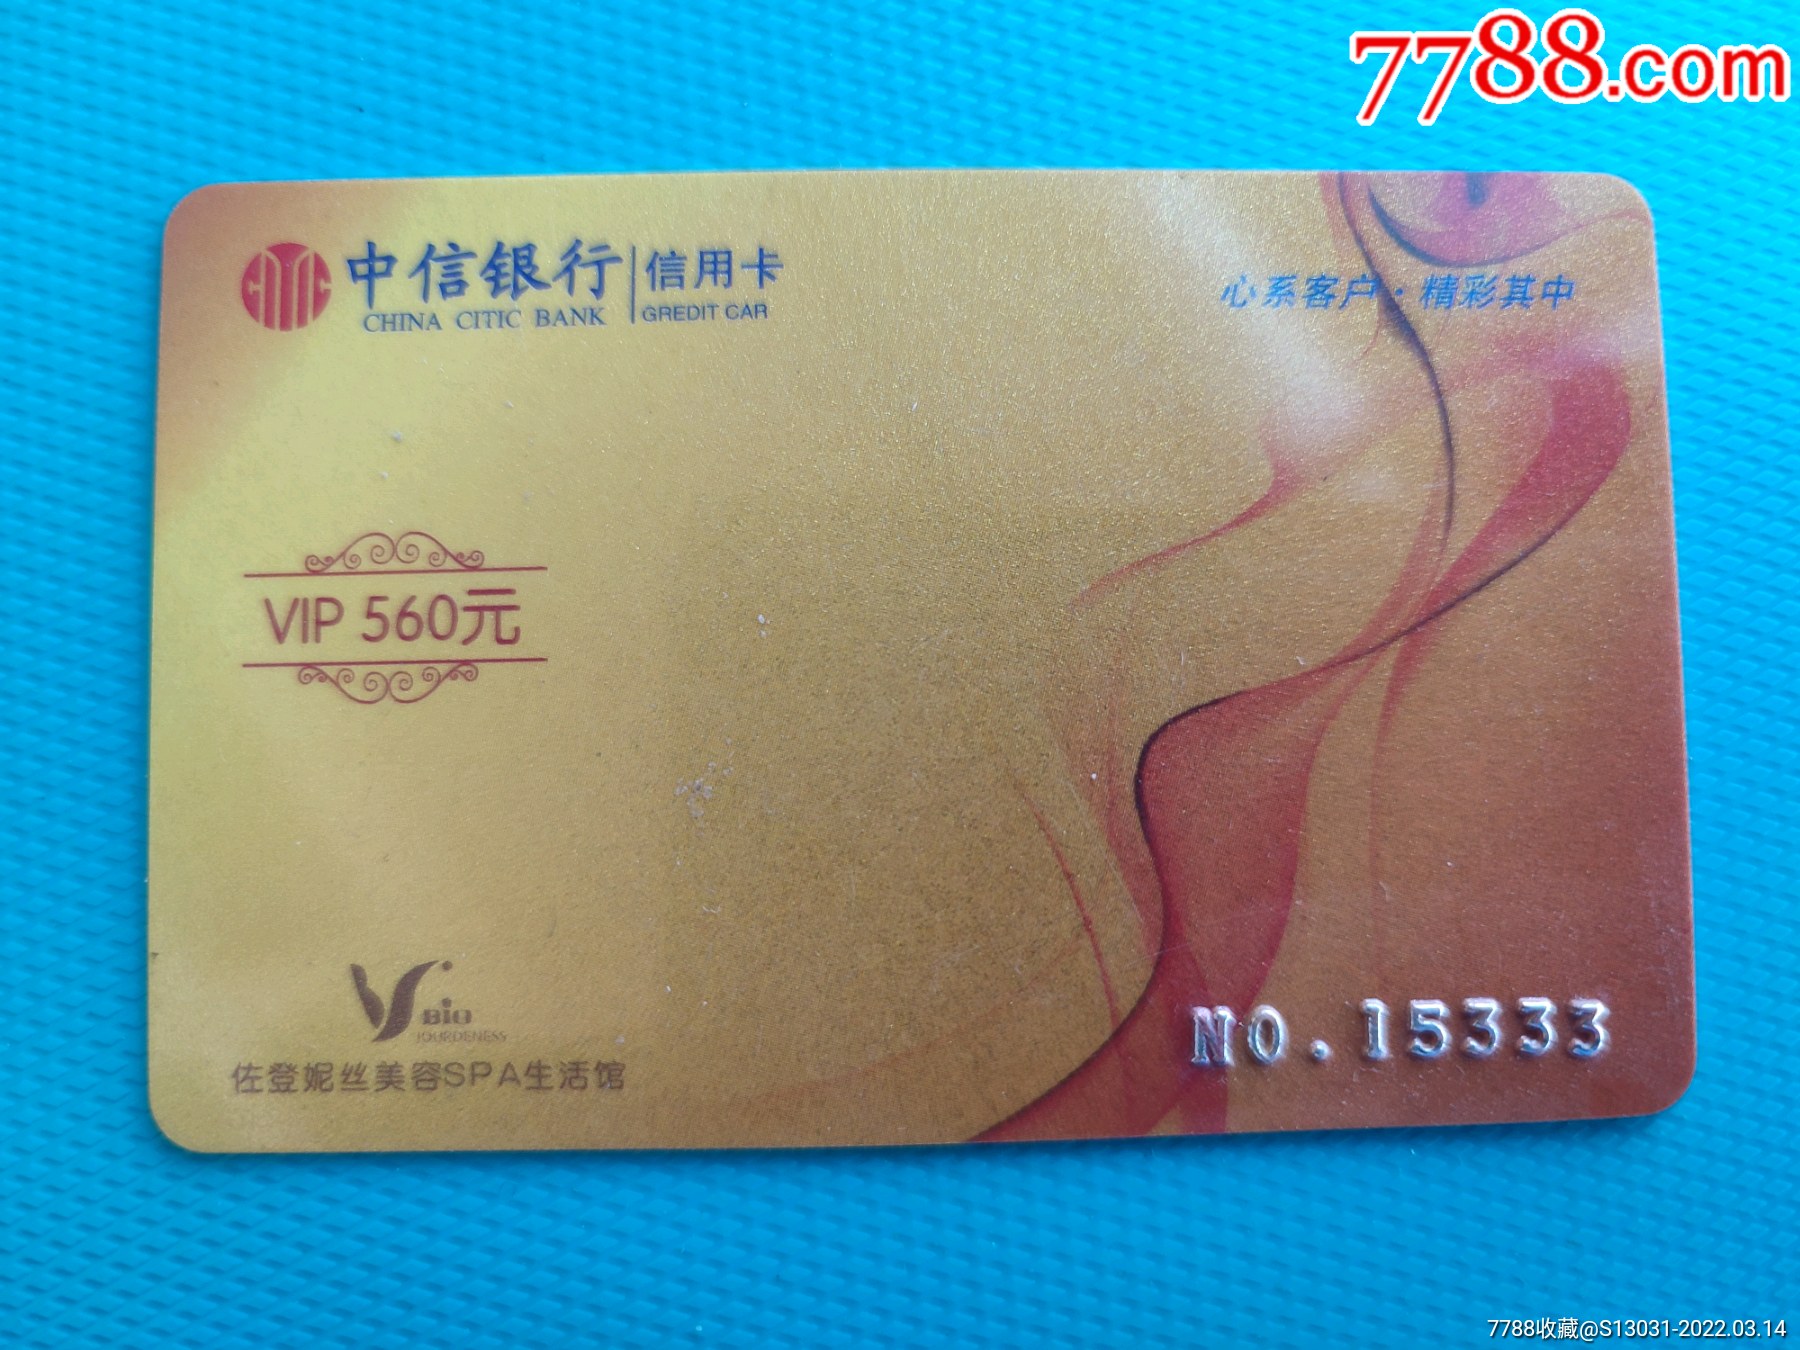 7788.com
中信银行 信用卡
CHINA CITIC BANK GREDIT CAR
心系客户·精彩其中
VIP 560元
BIO
JOURDENESS
佐登妮丝美容SPA生活馆
NO.15333
7788收藏@S13031-2022.03.14